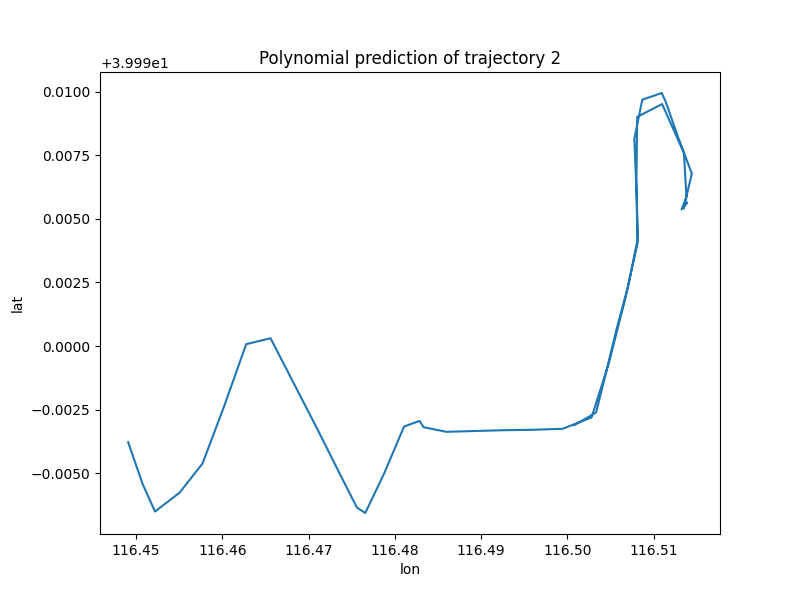 Polynomial prediction of trajectory 2
+3.999e1
0.0100
0.0075
0.0050
0.0025
0.0000
−0.0025
−0.0050
lat
116.45 116.46 116.47 116.48 116.49 116.50 116.51
lon